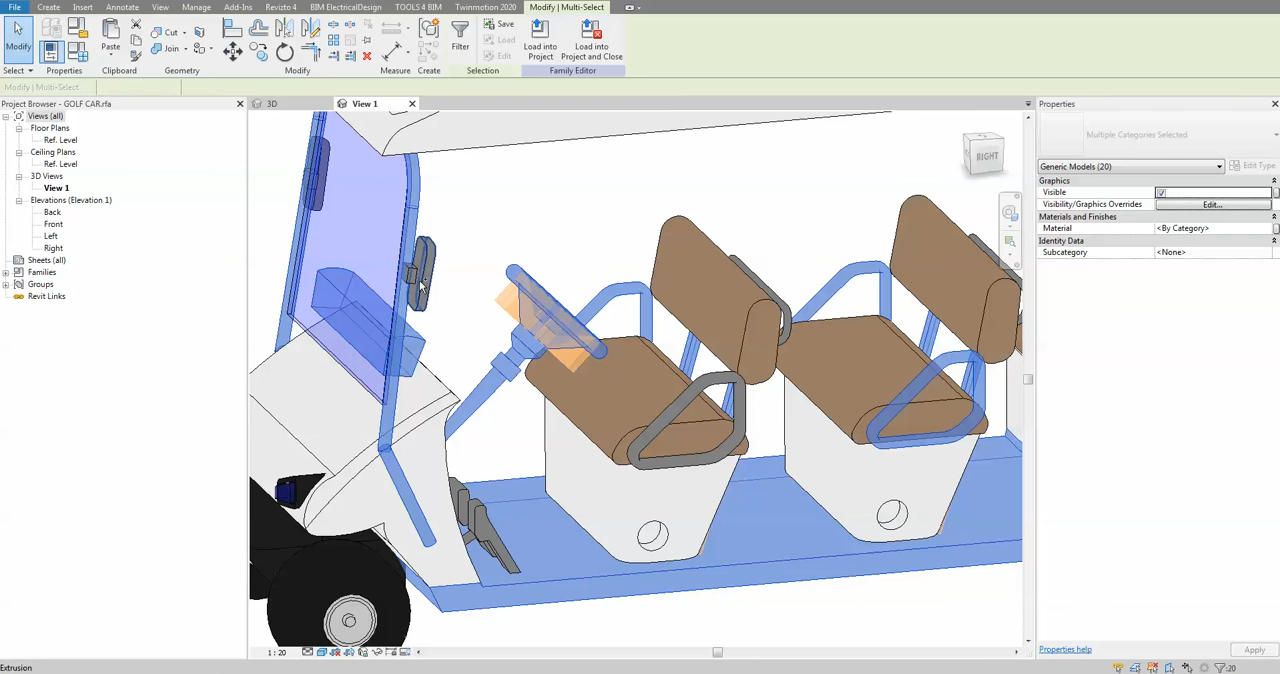 File Create Insert Annotate View Manage Add-Ins Revizto 4 BIM ElectricalDesign TOOLS 4 BIM Twinmotion 2020 Modify | Multi-Select
Modify
Paste
Cut
Join
Filter
Save
Load
Edit
Load into Project
Load into Project and Close
Select Properties Clipboard Geometry Modify Measure Create Selection Family Editor
Modify | Multi-Select
Project Browser - GOLF CAR.rfa
Views (all)
Floor Plans
Ref. Level
Ceiling Plans
Ref. Level
3D Views
View 1
Elevations (Elevation 1)
Back
Front
Left
Right
Sheets (all)
Families
Groups
Revit Links
3D
View 1
RIGHT
1 : 20
Properties
Multiple Categories Selected
Generic Models (20) Edit Type
Graphics
Visible
Visibility/Graphics Overrides Edit...
Materials and Finishes
Material <By Category>
Identity Data
Subcategory <None>
Properties help Apply
Extrusion
:20